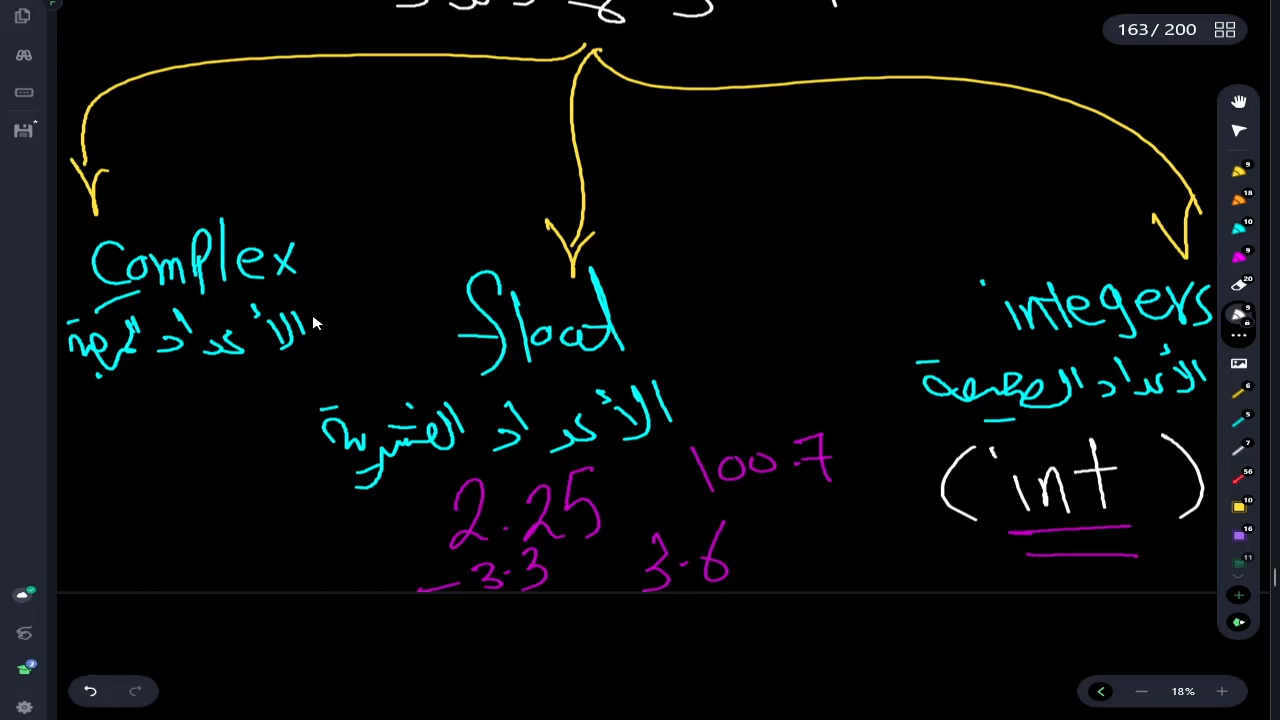 163 / 200
Complex
الأعداد المركبة
float
الأعداد العشرية
2.25
100.7
-3.3
3.6
integers
الأعداد الصحيحة
(int)
18%